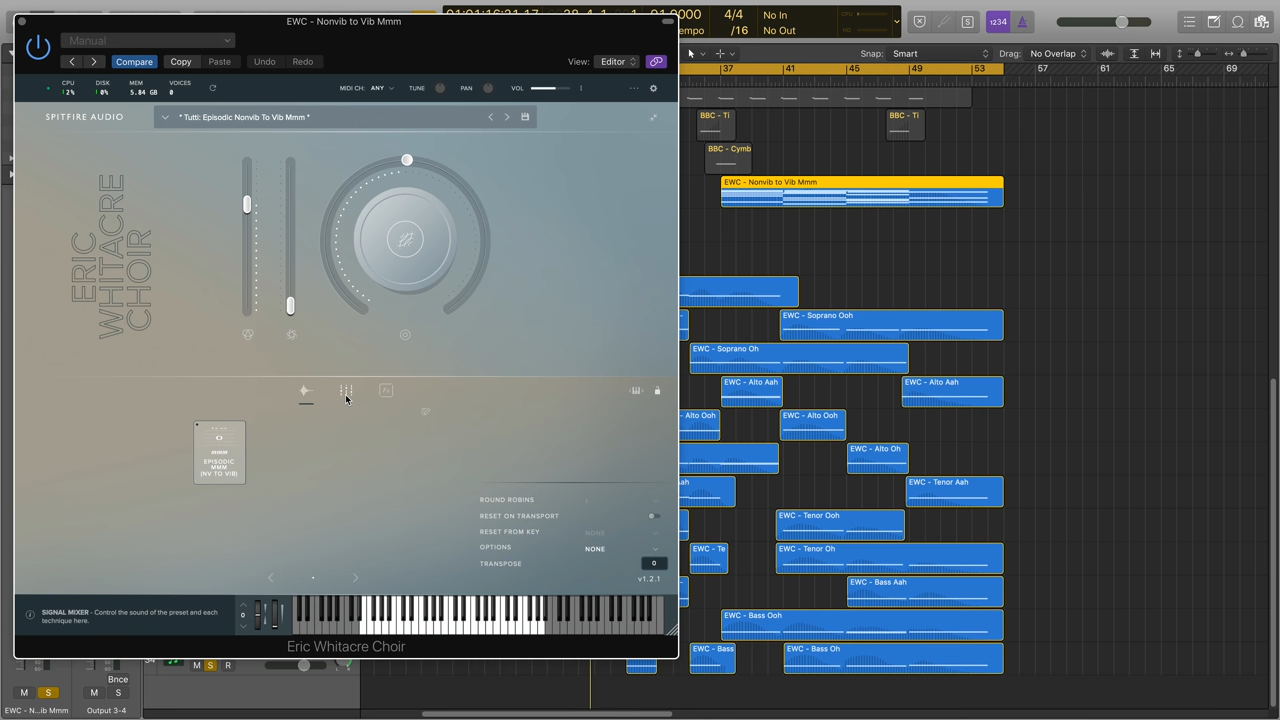 EWC - Nonvib to Vib Mmm
Manual
Compare
Copy
Paste
Undo
Redo
View:
Editor
CPU
2%
DISK
0%
MEM
5.84 GB
VOICES
0
MIDI CH:
ANY
TUNE
PAN
VOL
SPITFIRE AUDIO
* Tutti: Episodic Nonvib To Vib Mmm *
ERIC
WHITACRE
CHOIR
Fx
mmm
EPISODIC
MMM
(NV TO VIB)
ROUND ROBINS
RESET ON TRANSPORT
RESET FROM KEY
NONE
OPTIONS
NONE
TRANSPOSE
0
v1.2.1
SIGNAL MIXER - Control the sound of the preset and each
technique here.
0
Eric Whitacre Choir
M
S
R
M
S
Bnce
M
S
EWC - N...ib Mmm
Output 3-4
4/4
/16
No In
No Out
CPU
1234
S
Snap:
Smart
Drag:
No Overlap
37
41
45
49
53
57
61
65
69
BBC - Ti
BBC - Ti
BBC - Cymb
EWC - Nonvib to Vib Mmm
EWC - Soprano Ooh
EWC - Soprano Oh
EWC - Alto Aah
EWC - Alto Aah
Alto Ooh
EWC - Alto Ooh
EWC - Alto Oh
EWC - Tenor Aah
EWC - Tenor Ooh
EWC - Te
EWC - Tenor Oh
EWC - Bass Aah
EWC - Bass Ooh
EWC - Bass
EWC - Bass Oh